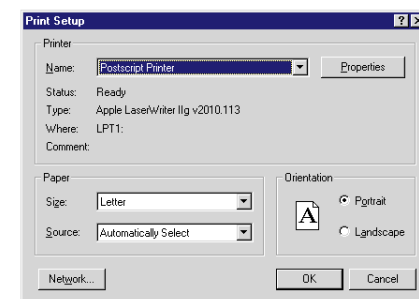 Print Setup
Printer
Name: Postscript Printer Properties
Status: Ready
Type: Apple LaserWriter IIg v2010.113
Where: LPT1:
Comment:
Paper Orientation
Size: Letter A Portrait
Source: Automatically Select Landscape
Network... OK Cancel